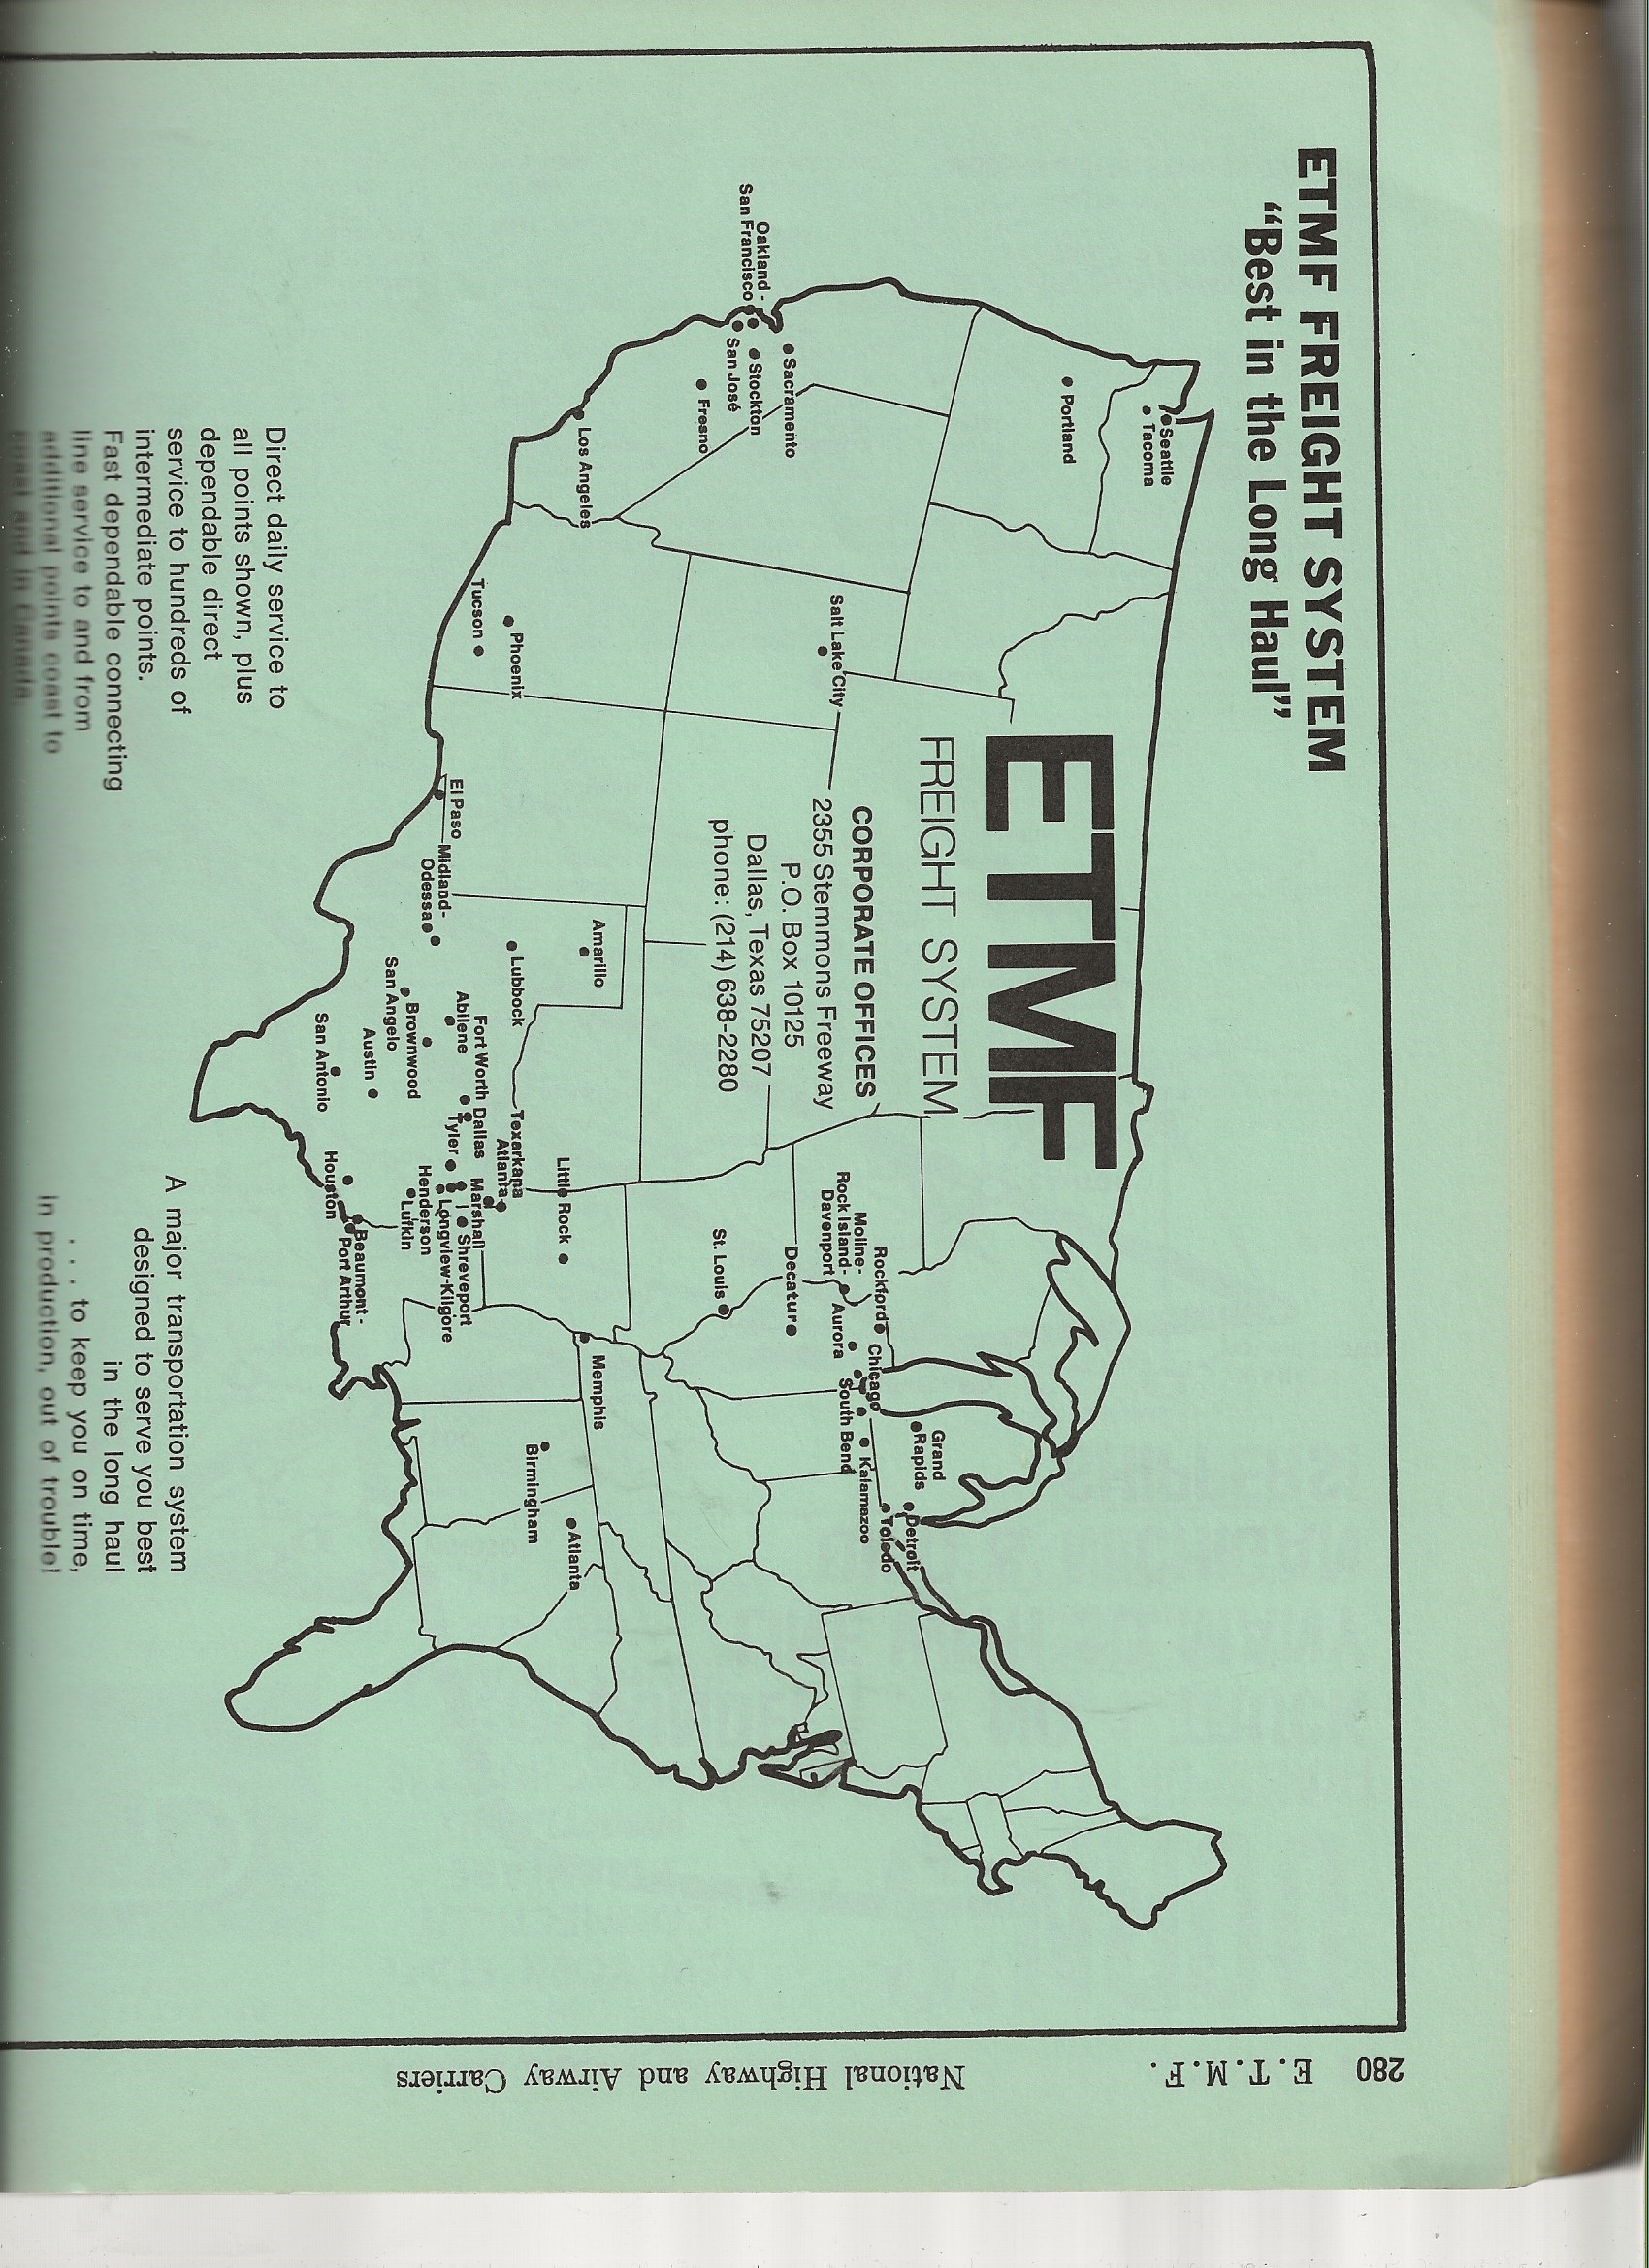 280 E.T.M.F. National Highway and Airway Carriers
ETMF FREIGHT SYSTEM
“Best in the Long Haul”
Seattle
Tacoma
Portland
ETMF
FREIGHT SYSTEM
CORPORATE OFFICES
2355 Stemmons Freeway
P.O. Box 10125
Dallas, Texas 75207
phone: (214) 638-2280
Grand
Rapids
Detroit
Toledo
Rockford
Chicago
Kalamazoo
Moline-
Rock Island-
Davenport
Aurora
South Bend
Salt Lake City
Decatur
Sacramento
Oakland -
San Francisco
Stockton
San José
Fresno
St. Louis
Los Angeles
Amarillo
Memphis
Little Rock
Atlanta
Birmingham
Phoenix
Tucson
Lubbock
Texarkana
Atlanta
Fort Worth
Dallas
Marshall
Abilene
Tyler
Shreveport
Longview-Kilgore
El Paso
Midland-
Odessa
Henderson
Brownwood
Lufkin
San Angelo
Austin
Beaumont -
Port Arthur
Houston
San Antonio
Direct daily service to
all points shown, plus
dependable direct
service to hundreds of
intermediate points.
Fast dependable connecting
line service to and from
additional points coast to
coast and in Canada.
A major transportation system
designed to serve you best
in the long haul
. . . to keep you on time,
in production, out of trouble!